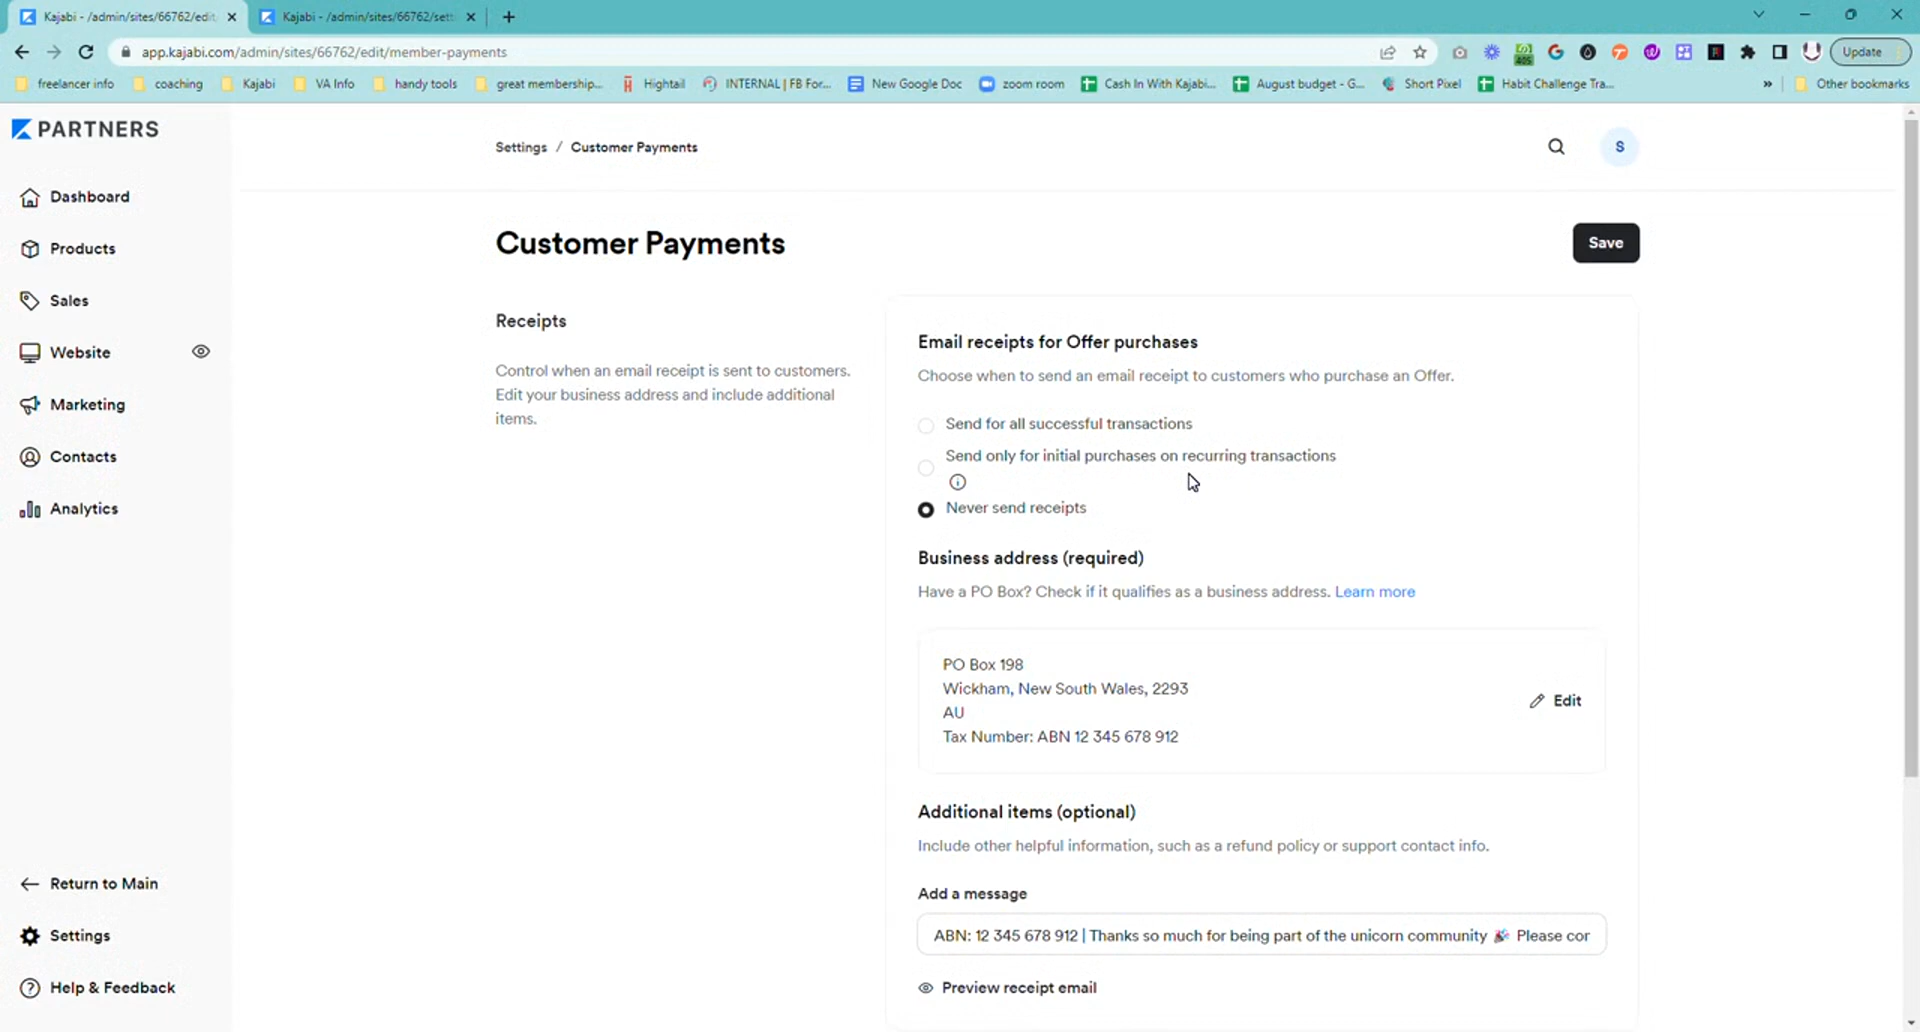 Kajabi - /admin/sites/66762/edit
Kajabi - /admin/sites/66762/sett
app.kajabi.com/admin/sites/66762/edit/member-payments
Update
freelancer info
coaching
Kajabi
VA Info
handy tools
great membership...
Hightail
INTERNAL | FB For...
New Google Doc
zoom room
Cash In With Kajabi...
August budget - G...
Short Pixel
Habit Challenge Tra...
»
Other bookmarks
PARTNERS
Settings / Customer Payments
S
Dashboard
Products
Sales
Website
Marketing
Contacts
Analytics
Return to Main
Settings
Help & Feedback
Customer Payments
Save
Receipts
Control when an email receipt is sent to customers.
Edit your business address and include additional
items.
Email receipts for Offer purchases
Choose when to send an email receipt to customers who purchase an Offer.
Send for all successful transactions
Send only for initial purchases on recurring transactions
Never send receipts
Business address (required)
Have a PO Box? Check if it qualifies as a business address. Learn more
PO Box 198
Wickham, New South Wales, 2293
AU
Tax Number: ABN 12 345 678 912
Edit
Additional items (optional)
Include other helpful information, such as a refund policy or support contact info.
Add a message
ABN: 12 345 678 912 | Thanks so much for being part of the unicorn community 🎉 Please cor
Preview receipt email